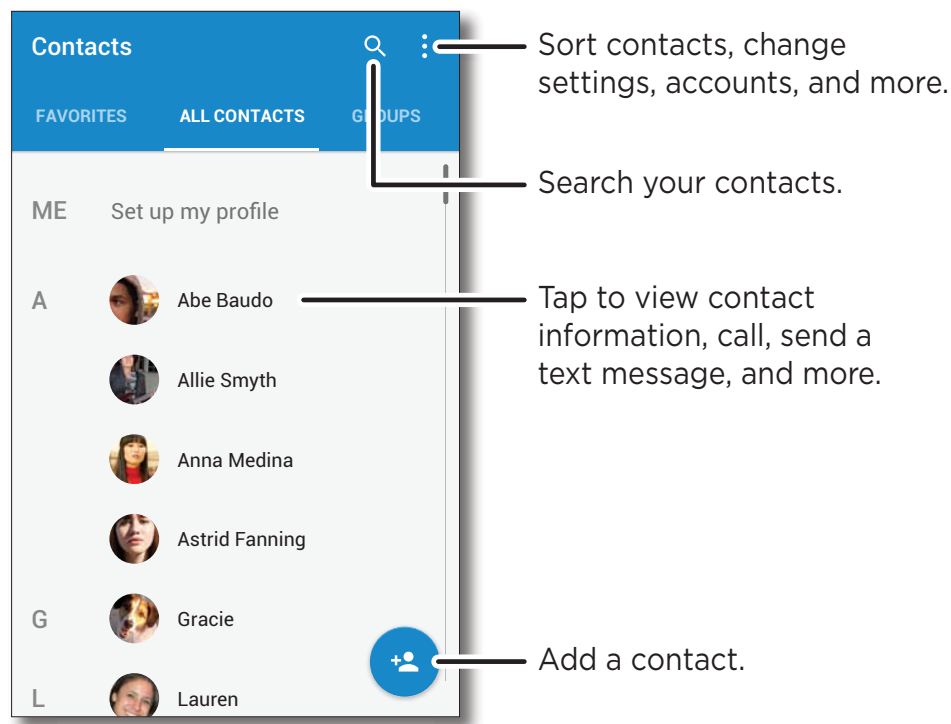 Contacts
Sort contacts, change
settings, accounts, and more.
FAVORITES ALL CONTACTS GROUPS
Search your contacts.
ME Set up my profile
A Abe Baudo
Tap to view contact
information, call, send a
text message, and more.
Allie Smyth
Anna Medina
Astrid Fanning
G Gracie
Add a contact.
L Lauren